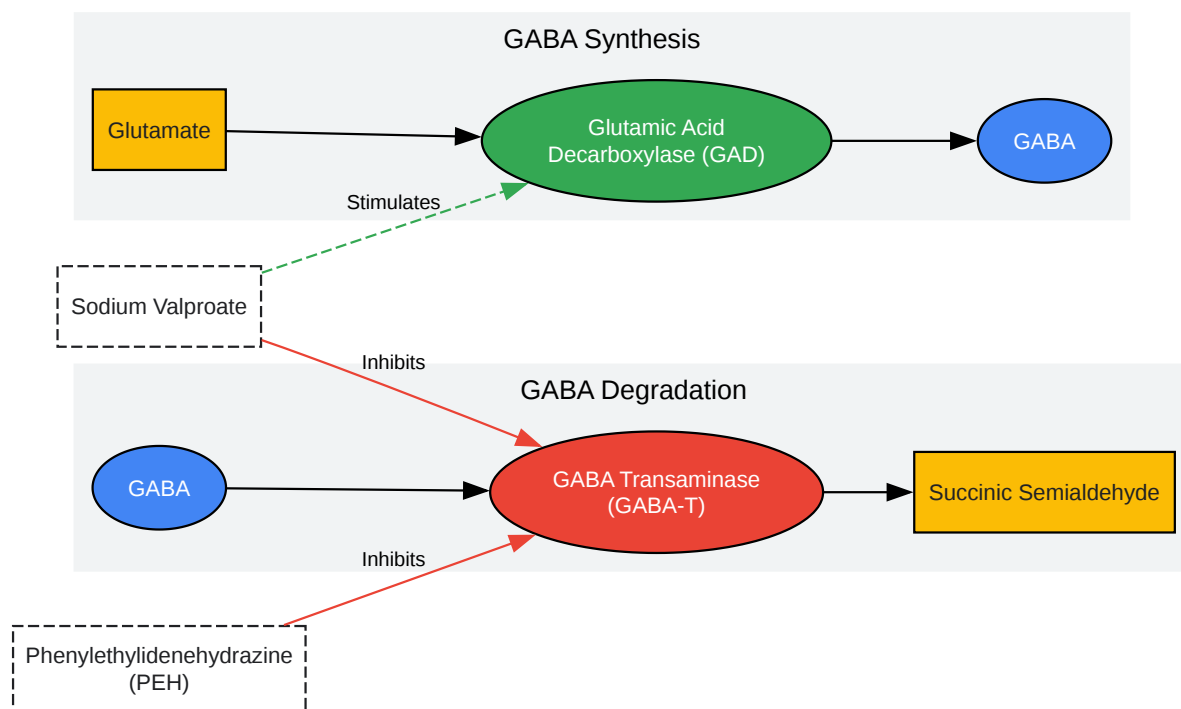 GABA Synthesis
Glutamate
Glutamic Acid
Decarboxylase (GAD)
GABA
Stimulates
Sodium Valproate
Inhibits
GABA Degradation
GABA
GABA Transaminase
(GABA-T)
Succinic Semialdehyde
Inhibits
Phenylethylidenehydrazine
(PEH)